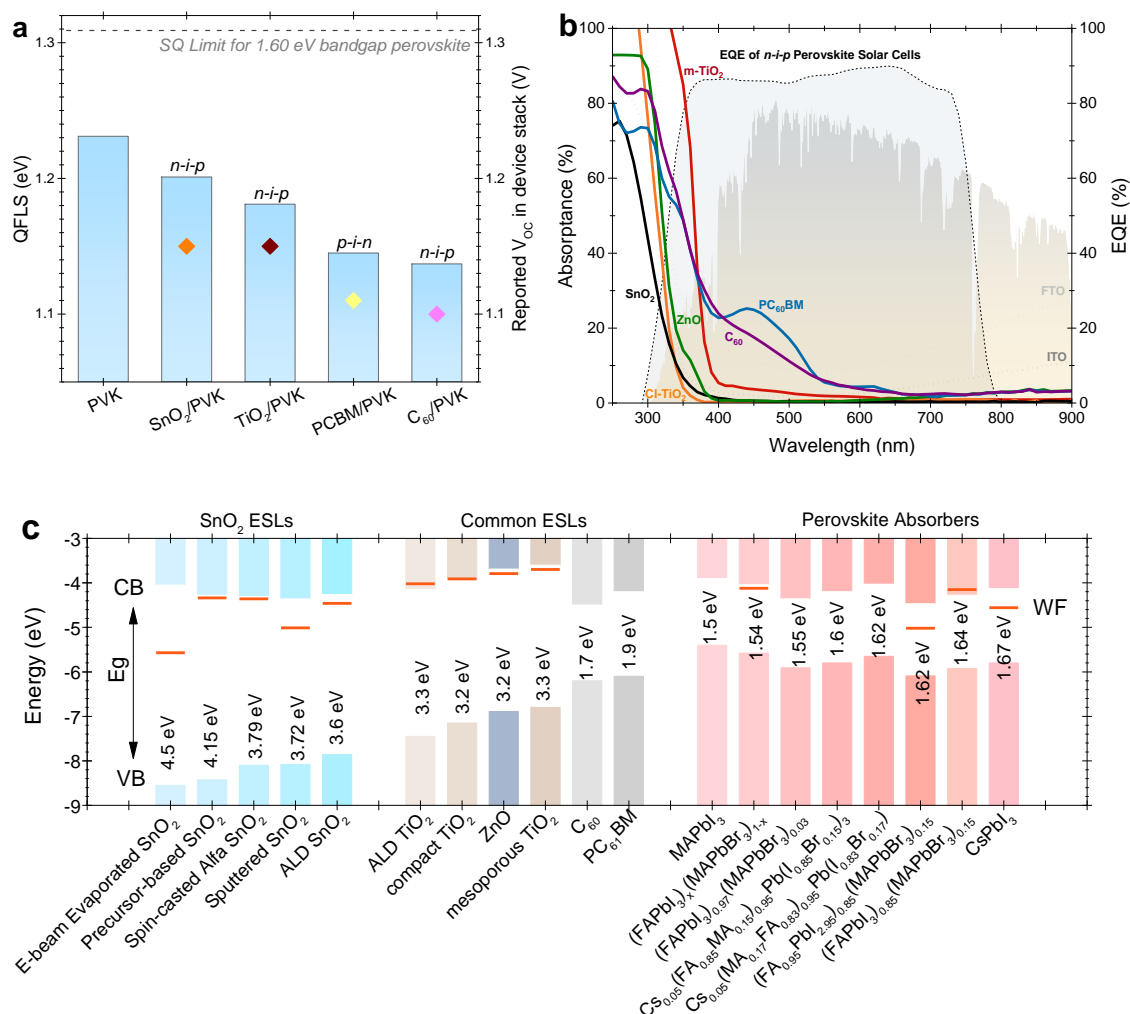 a
SQ Limit for 1.60 eV bandgap perovskite
QFLS (eV)
1.3
1.2
1.1
n-i-p
n-i-p
p-i-n
n-i-p
1.3
1.2
1.1
Reported V_OC in device stack (V)
PVK
SnO₂/PVK
TiO₂/PVK
PCBM/PVK
C₆₀/PVK
b
EQE of n-i-p Perovskite Solar Cells
Absorptance (%)
100
80
60
40
20
0
m-TiO₂
SnO₂
ZnO
PC₆₀BM
C₆₀
Cl-TiO₂
FTO
ITO
100
80
60
40
20
0
EQE (%)
300
400
500
600
700
800
900
Wavelength (nm)
c
SnO₂ ESLs
Common ESLs
Perovskite Absorbers
Energy (eV)
-3
-4
-5
-6
-7
-8
-9
CB
Eg
VB
4.5 eV
4.15 eV
3.79 eV
3.72 eV
3.6 eV
3.3 eV
3.2 eV
3.2 eV
3.3 eV
1.7 eV
1.9 eV
1.5 eV
1.54 eV
1.55 eV
1.6 eV
1.62 eV
1.62 eV
1.64 eV
1.67 eV
WF
E-beam Evaporated SnO₂
Precursor-based SnO₂
Spin-casted Alfa SnO₂
Sputtered SnO₂
ALD SnO₂
ALD TiO₂
compact TiO₂
ZnO
mesoporous TiO₂
C₆₀
PC₆₁BM
MAPbI₃
(FAPbI₃)ₓ(MAPbBr₃)₁₋ₓ
(FAPbI₃)₀.₉₇(MAPbBr₃)₀.₀₃
Cs₀.₀₅(FA₀.₈₅MA₀.₁₅)₀.₉₅Pb(I₀.₈₅Br₀.₁₅)₃
Cs₀.₀₅(MA₀.₁₇FA₀.₈₃)₀.₉₅Pb(I₀.₈₃Br₀.₁₇)
(FA₀.₉₅PbI₂.₉₅)₀.₈₅(MAPbBr₃)₀.₁₅
(FAPbI₃)₀.₈₅(MAPbBr₃)₀.₁₅
CsPbI₃